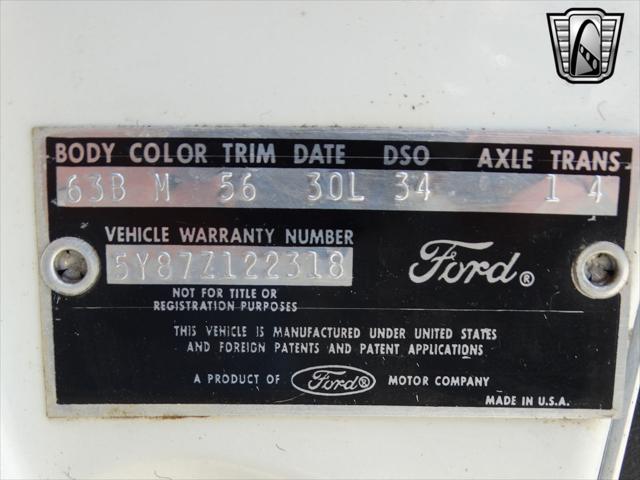 BODY COLOR TRIM DATE DSO AXLE TRANS
63B M 56 30L 34 1 4
VEHICLE WARRANTY NUMBER
5Y87Z122318
Ford®
NOT FOR TITLE OR
REGISTRATION PURPOSES
THIS VEHICLE IS MANUFACTURED UNDER UNITED STATES
AND FOREIGN PATENTS AND PATENT APPLICATIONS
A PRODUCT OF Ford® MOTOR COMPANY
MADE IN U.S.A.